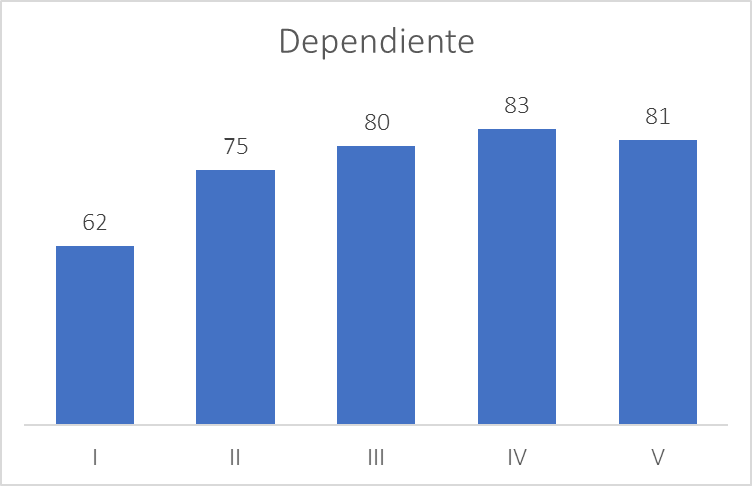 Dependiente
62
75
80
83
81
I II III IV V